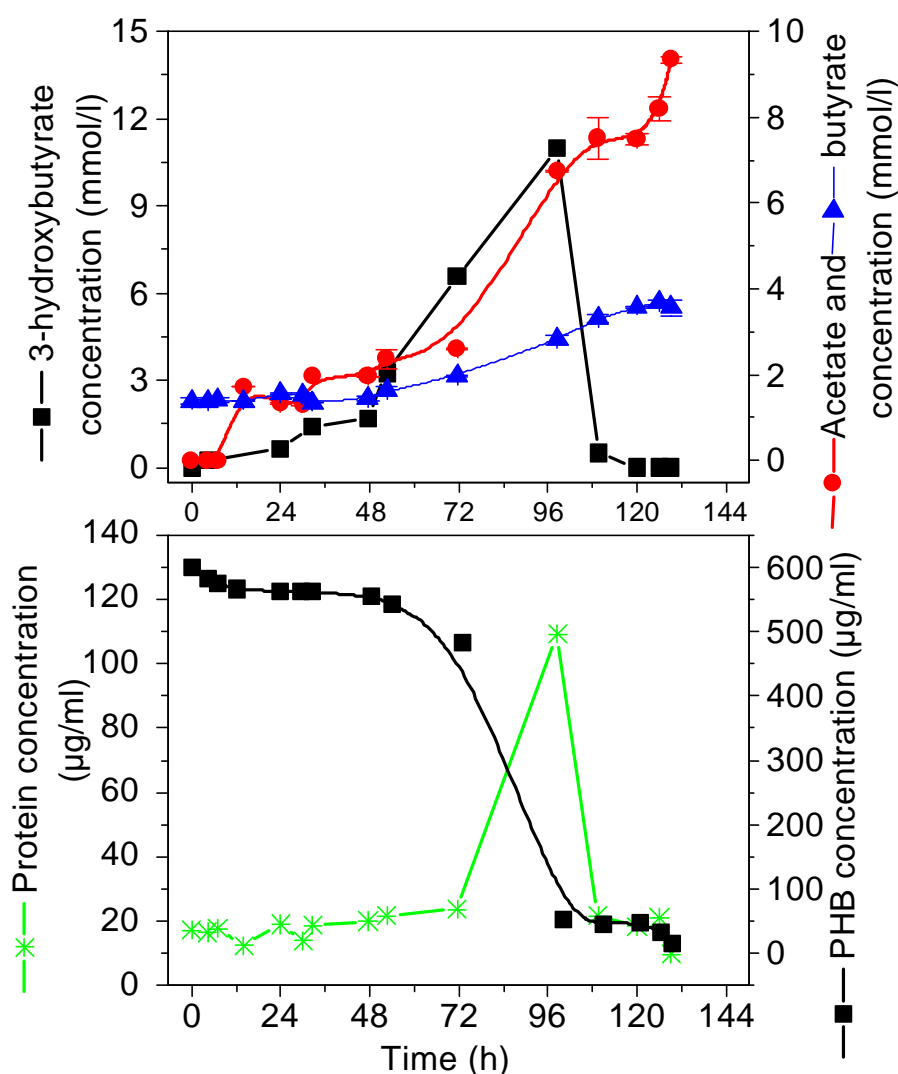 3-hydroxybutyrate
concentration (mmol/l)
15
12
9
6
3
0
10
8
6
4
2
0
Acetate and butyrate
concentration (mmol/l)
0 24 48 72 96 120 144
Protein concentration
(µg/ml)
140
120
100
80
60
40
20
0
600
500
400
300
200
100
0
PHB concentration (µg/ml)
0 24 48 72 96 120 144
Time (h)